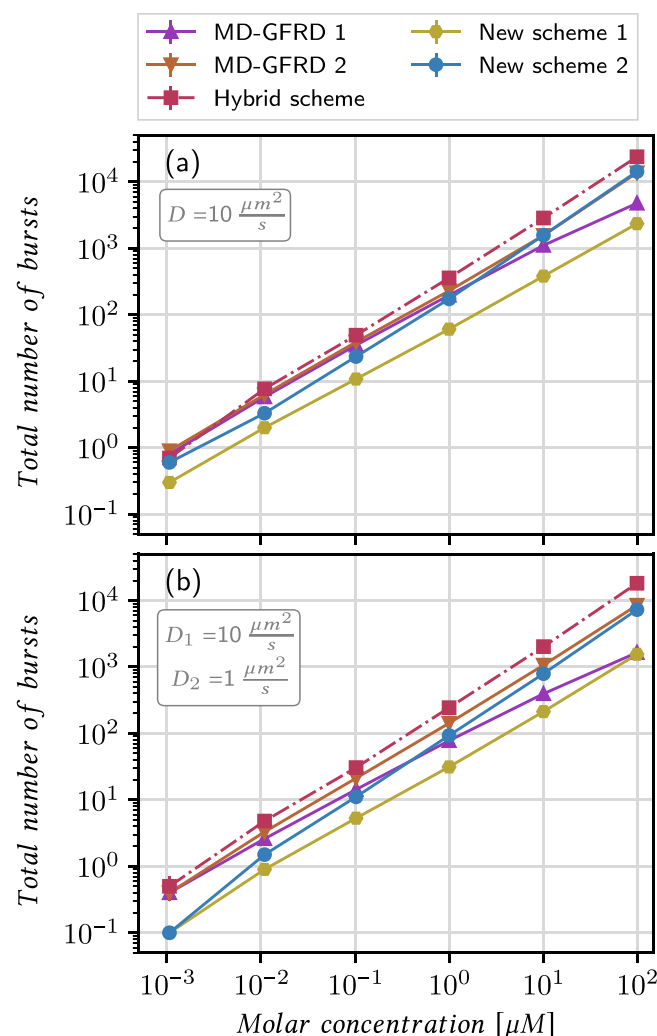 MD-GFRD 1
New scheme 1
MD-GFRD 2
New scheme 2
Hybrid scheme
(a)
D =10 μm²/s
10⁴
10³
10²
10¹
10⁰
10⁻¹
Total number of bursts
(b)
D₁ =10 μm²/s
D₂ =1 μm²/s
10⁴
10³
10²
10¹
10⁰
10⁻¹
Total number of bursts
10⁻³ 10⁻² 10⁻¹ 10⁰ 10¹ 10²
Molar concentration [μM]